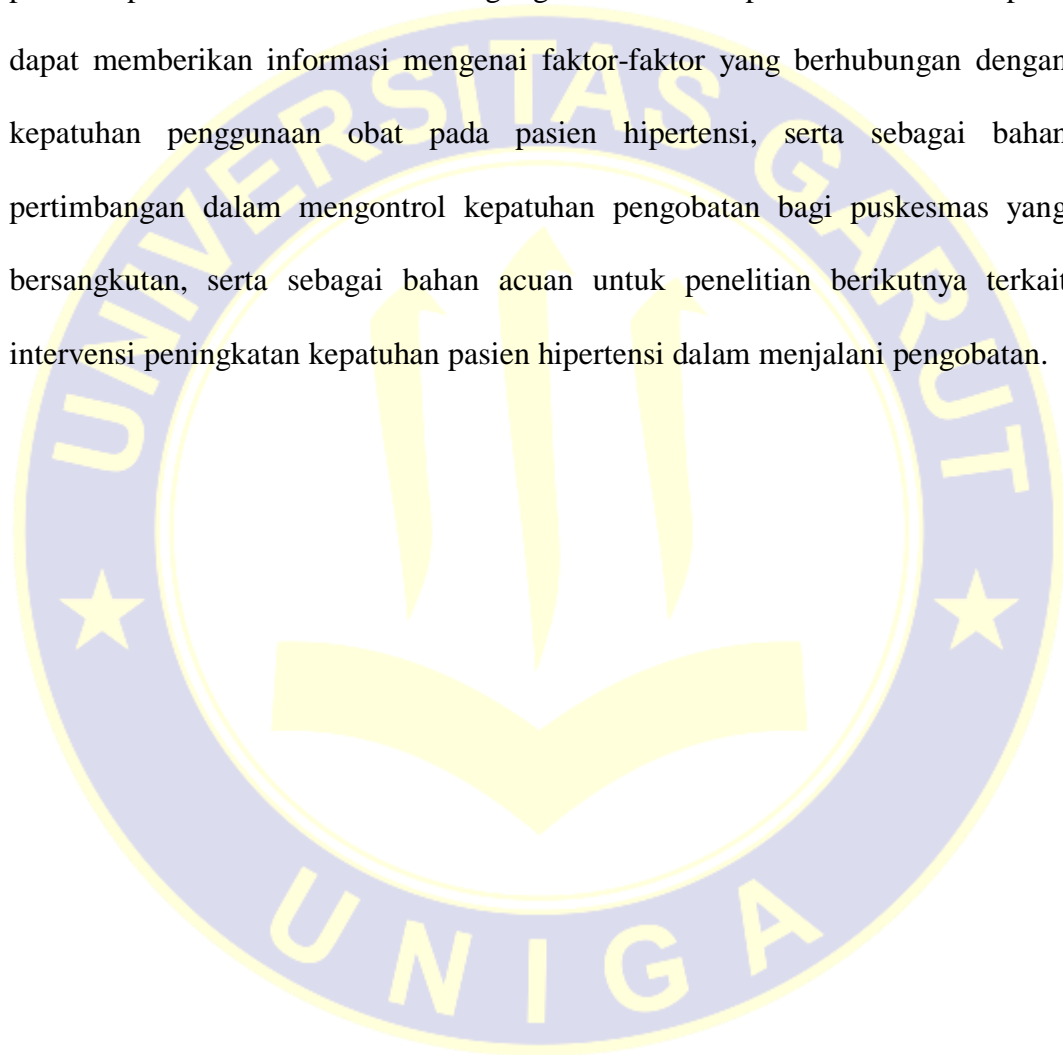 dapat memberikan informasi mengenai faktor-faktor yang berhubungan dengan
kepatuhan penggunaan obat pada pasien hipertensi, serta sebagai bahan
pertimbangan dalam mengontrol kepatuhan pengobatan bagi puskesmas yang
bersangkutan, serta sebagai bahan acuan untuk penelitian berikutnya terkait
intervensi peningkatan kepatuhan pasien hipertensi dalam menjalani pengobatan.
UNIVERSITAS GARUT
UNIGA